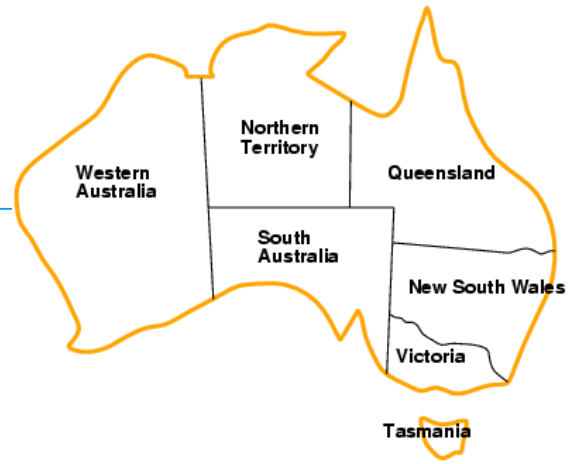 Northern
Territory
Western
Australia
Queensland
South
Australia
New South Wales
Victoria
Tasmania